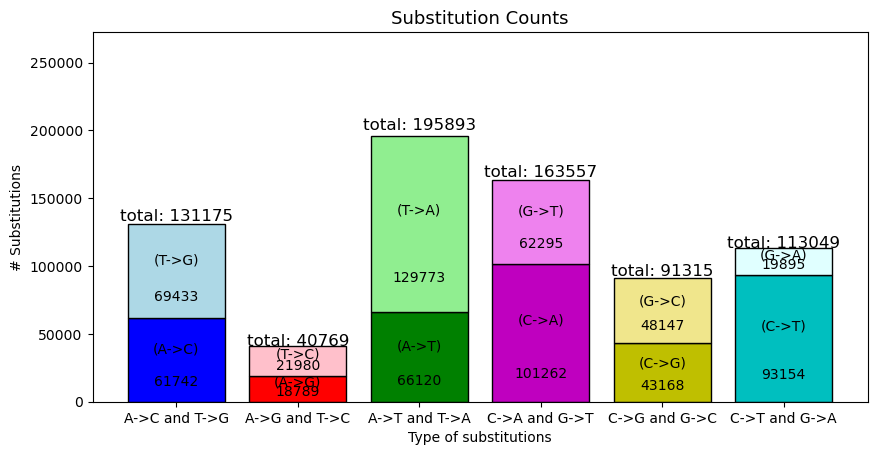 Substitution Counts
# Substitutions
250000
200000
150000
100000
50000
0
total: 131175
(T->G)
69433
(A->C)
61742
total: 40769
(T->C)
21980
(A->G)
18789
total: 195893
(T->A)
129773
(A->T)
66120
total: 163557
(G->T)
62295
(C->A)
101262
total: 91315
(G->C)
48147
(C->G)
43168
total: 113049
(G->A)
19895
(C->T)
93154
A->C and T->G
A->G and T->C
A->T and T->A
C->A and G->T
C->G and G->C
C->T and G->A
Type of substitutions